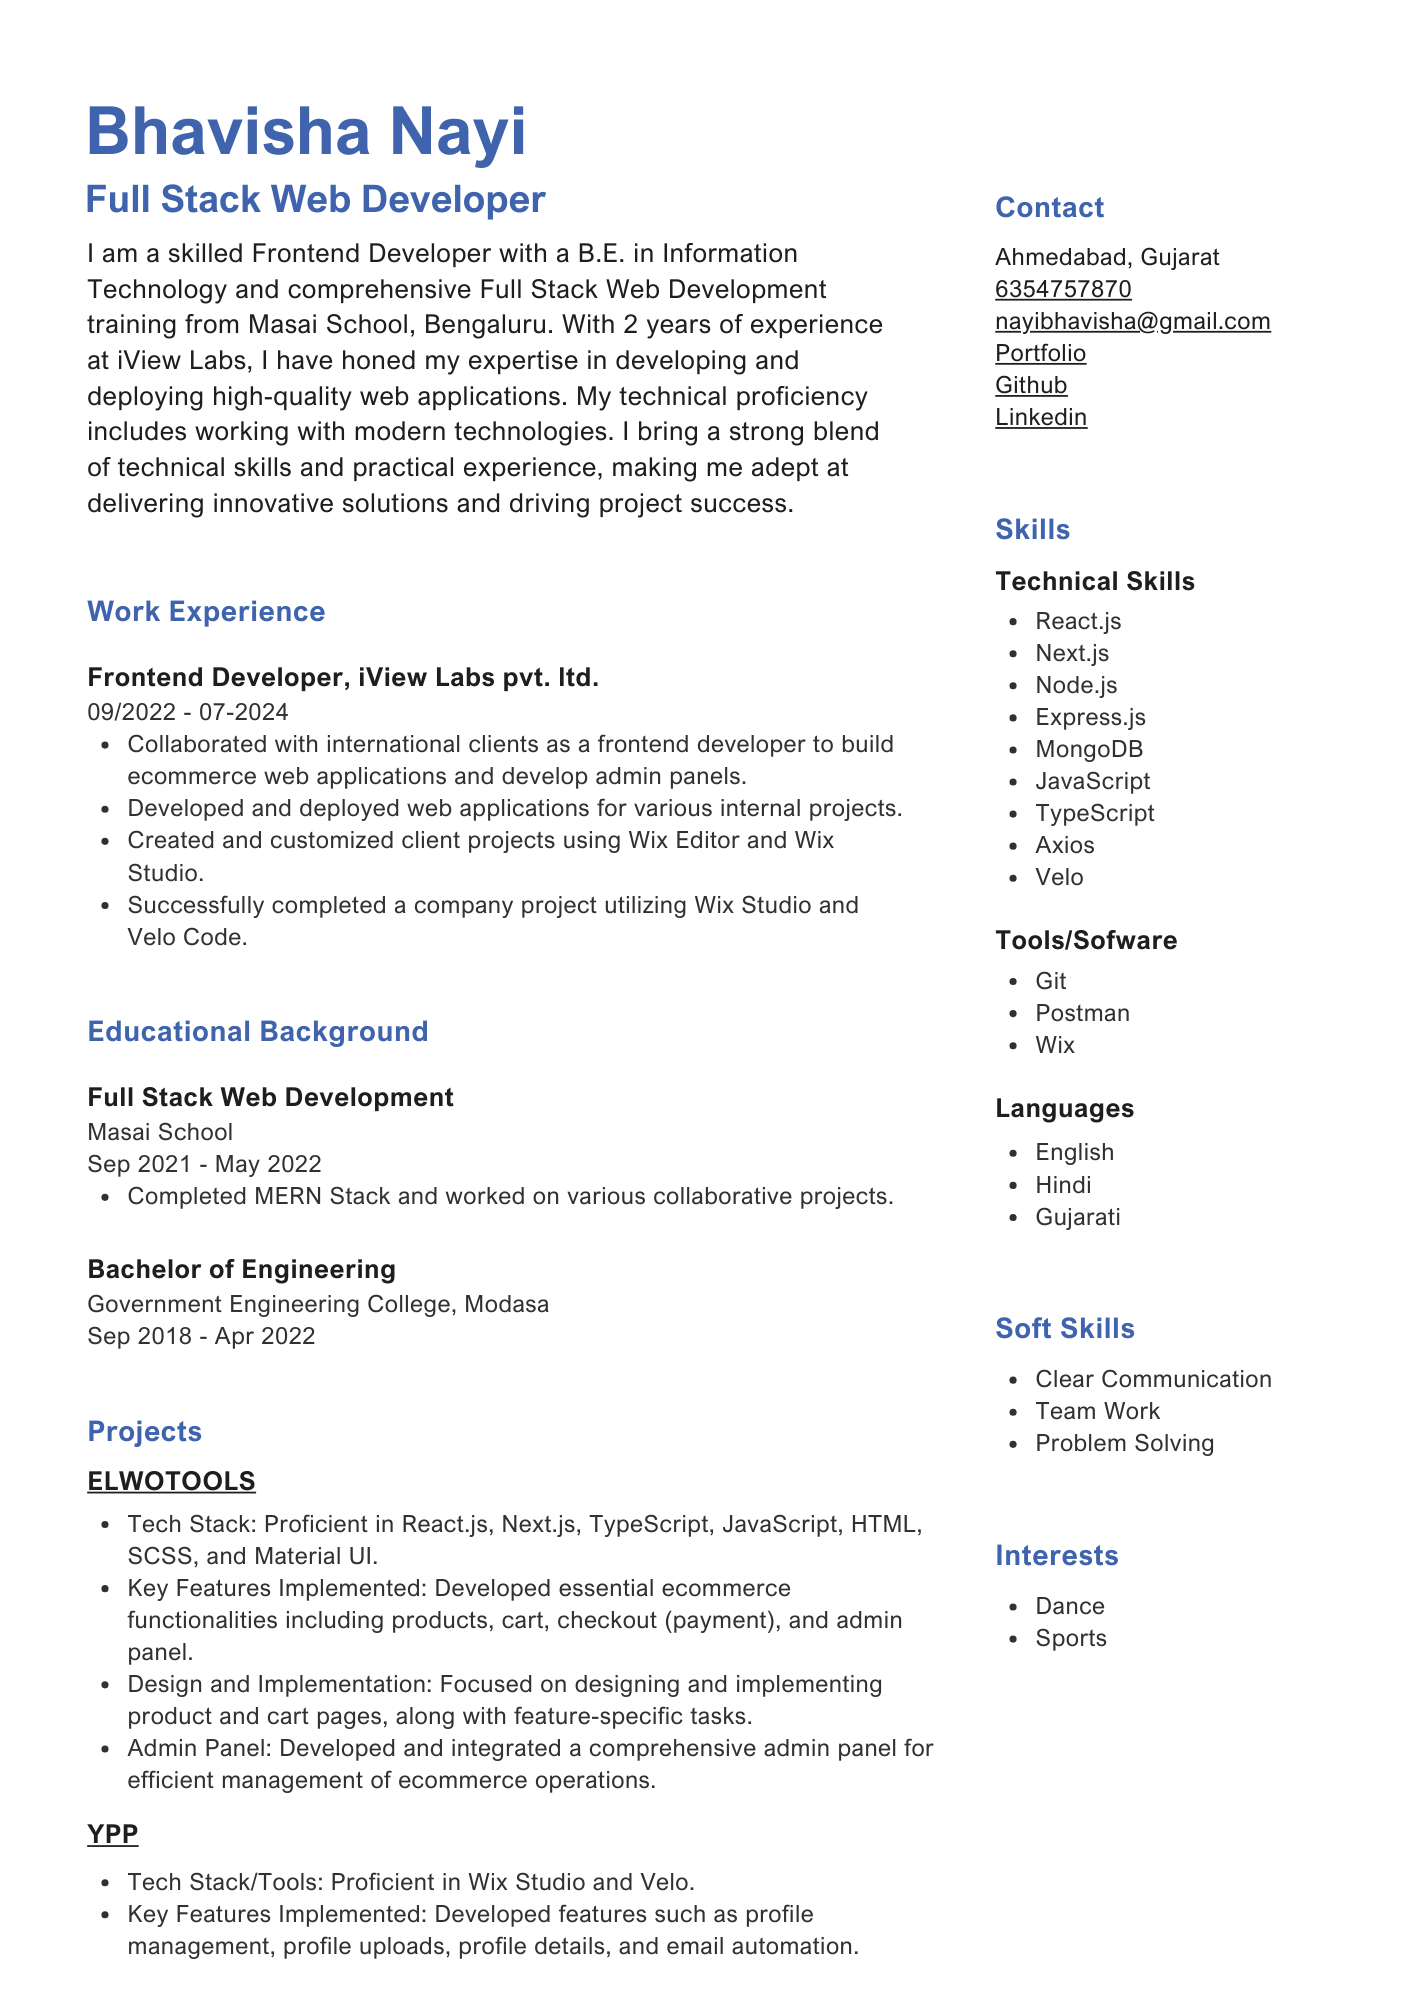 Bhavisha Nayi
Full Stack Web Developer
I am a skilled Frontend Developer with a B.E. in Information
Technology and comprehensive Full Stack Web Development
training from Masai School, Bengaluru. With 2 years of experience
at iView Labs, I have honed my expertise in developing and
deploying high-quality web applications. My technical proficiency
includes working with modern technologies. I bring a strong blend
of technical skills and practical experience, making me adept at
delivering innovative solutions and driving project success.
Work Experience
Frontend Developer, iView Labs pvt. ltd.
09/2022 - 07-2024
• Collaborated with international clients as a frontend developer to build
ecommerce web applications and develop admin panels.
• Developed and deployed web applications for various internal projects.
• Created and customized client projects using Wix Editor and Wix
Studio.
• Successfully completed a company project utilizing Wix Studio and
Velo Code.
Educational Background
Full Stack Web Development
Masai School
Sep 2021 - May 2022
• Completed MERN Stack and worked on various collaborative projects.
Bachelor of Engineering
Government Engineering College, Modasa
Sep 2018 - Apr 2022
Projects
ELWOTOOLS
• Tech Stack: Proficient in React.js, Next.js, TypeScript, JavaScript, HTML,
SCSS, and Material UI.
• Key Features Implemented: Developed essential ecommerce
functionalities including products, cart, checkout (payment), and admin
panel.
• Design and Implementation: Focused on designing and implementing
product and cart pages, along with feature-specific tasks.
• Admin Panel: Developed and integrated a comprehensive admin panel for
efficient management of ecommerce operations.
YPP
• Tech Stack/Tools: Proficient in Wix Studio and Velo.
• Key Features Implemented: Developed features such as profile
management, profile uploads, profile details, and email automation.
Contact
Ahmedabad, Gujarat
6354757870
nayibhavisha@gmail.com
Portfolio
Github
Linkedin
Skills
Technical Skills
• React.js
• Next.js
• Node.js
• Express.js
• MongoDB
• JavaScript
• TypeScript
• Axios
• Velo
Tools/Sofware
• Git
• Postman
• Wix
Languages
• English
• Hindi
• Gujarati
Soft Skills
• Clear Communication
• Team Work
• Problem Solving
Interests
• Dance
• Sports